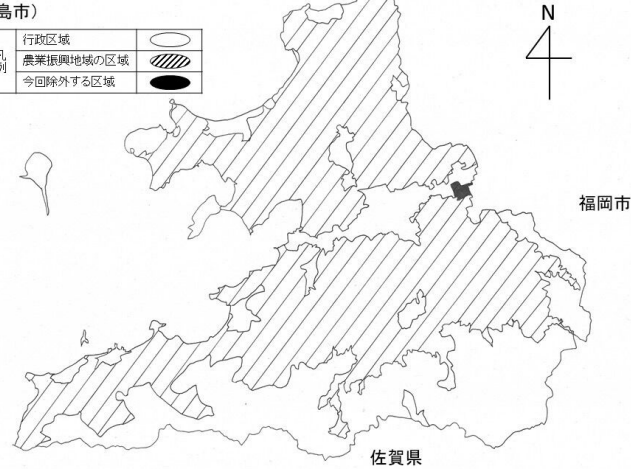 島市）
凡例
行政区域
農業振興地域の区域
今回除外する区域
N
福岡市
佐賀県